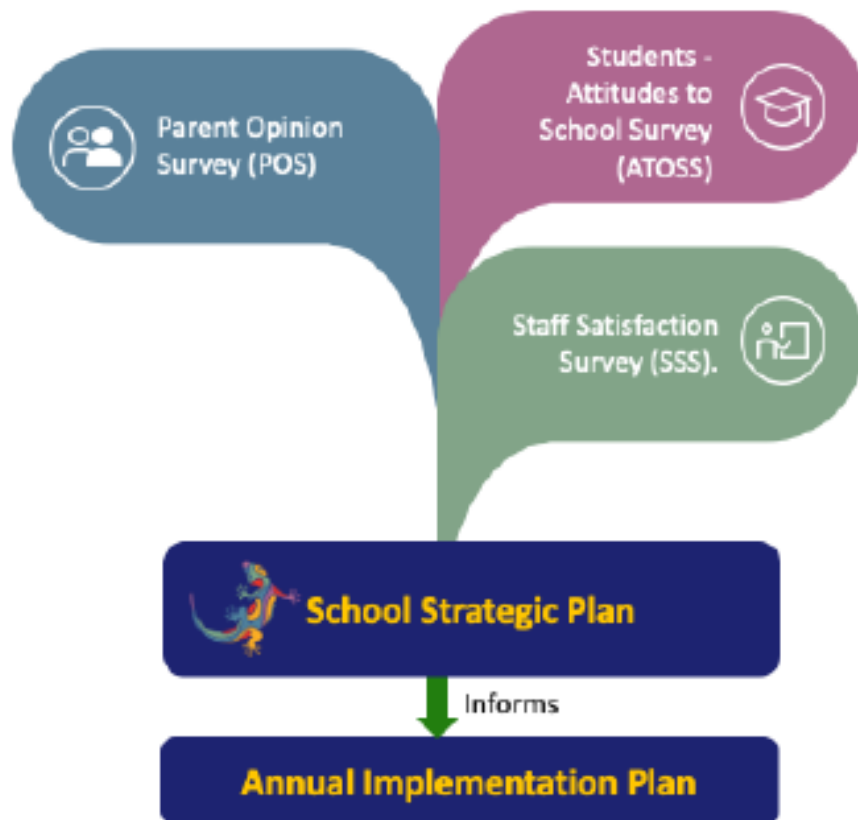 Parent Opinion
Survey (POS)
Students -
Attitudes to
School Survey
(ATOSS)
Staff Satisfaction
Survey (SSS).
School Strategic Plan
Informs
Annual Implementation Plan